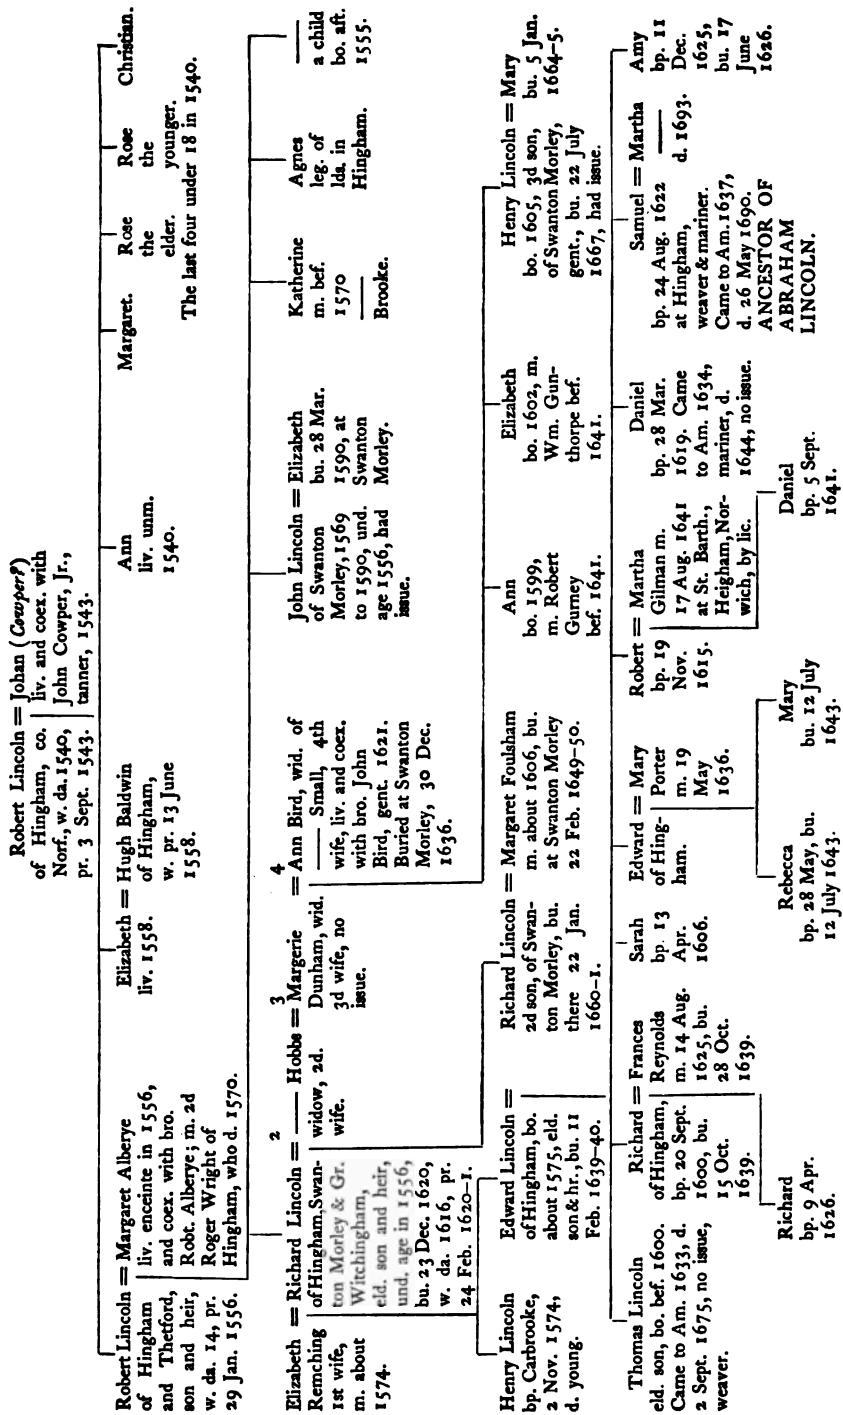 Robert Lincoln = Johan (Cowper?)
of Hingham, co. liv. and coex. with
Norf., w. da. 1540, John Cowper, Jr.,
pr. 3 Sept. 1543. tanner, 1543.
Robert Lincoln = Margaret Alberye
of Hingham liv. enceinte in 1556,
and Thetford, and coex. with bro.
son and heir, Robt. Alberye; m. 2d
w. da. 14, pr. Roger Wright of
29 Jan. 1556. Hingham, who d. 1570.
Elizabeth = Hugh Baldwin
liv. 1558. of Hingham,
w. pr. 13 June
1558.
Ann
liv. unm.
1540.
Margaret.
Rose
the
elder.
Rose
the
younger.
Christian.
The last four under 18 in 1540.
Elizabeth = Richard Lincoln = 2 —— Hobbs = 3 Margerie = 4 Ann Bird, wid. of
Remching
1st wife,
m. about
1574.
of Hingham, Swan-
ton Morley & Gr.
Witchingham,
eld. son and heir,
und. age in 1556,
bu. 23 Dec. 1620,
w. da. 1616, pr.
24 Feb. 1620-1.
widow, 2d.
wife.
Dunham, wid.
3d wife, no
issue.
—— Small, 4th
wife, liv. and coex.
with bro. John
Bird, gent. 1621.
Buried at Swanton
Morley, 30 Dec.
1636.
John Lincoln = Elizabeth
of Swanton bu. 28 Mar.
Morley, 1569 1590, at
to 1590, und. Swanton
age 1556, had Morley.
issue.
Katherine
m. bef.
1570
——
Brooke.
Agnes
leg. of
lds. in
Hingham.
——
a child
bo. aft.
1555.
Henry Lincoln
bp. Carbrooke,
2 Nov. 1574,
d. young.
Edward Lincoln =
of Hingham, bo.
about 1575, eld.
son & hr., bu. 11
Feb. 1639-40.
Richard Lincoln = Margaret Foulsham
2d son, of Swan- m. about 1606, bu.
ton Morley, bu. at Swanton Morley
there 22 Jan. 22 Feb. 1649-50.
1660-1.
Ann
bo. 1599,
m. Robert
Gurney
bef. 1641.
Elizabeth
bo. 1602, m.
Wm. Gun-
thorpe bef.
1641.
Henry Lincoln = Mary
bo. 1605, 3d son, bu. 5 Jan.
of Swanton Morley, 1664-5.
gent., bu. 22 July
1667, had issue.
Thomas Lincoln
eld. son, bo. bef. 1600.
Came to Am. 1633, d.
2 Sept. 1675, no issue,
weaver.
Richard = Frances
of Hingham, Reynolds
bp. 20 Sept. m. 14 Aug.
1600, bu. 1625, bu.
15 Oct. 28 Oct.
1639. 1639.
Sarah
bp. 13
Apr.
1606.
Edward = Mary
of Hing- Porter
ham. m. 19
May
1636.
Robert = Martha
bp. 19 Gilman m.
Nov. 17 Aug. 1641
1615. at St. Barth.,
Heigham, Nor-
wich, by lic.
Daniel
bp. 28 Mar.
1619. Came
to Am. 1634,
mariner, d.
1644, no issue.
Samuel = Martha
bp. 24 Aug. 1622 ——
at Hingham, d. 1693.
weaver & mariner.
Came to Am. 1637,
d. 26 May 1690.
ANCESTOR OF
ABRAHAM
LINCOLN.
Amy
bp. 11
Dec.
1625,
bu. 17
June
1626.
Richard
bp. 9 Apr.
1626.
Rebecca
bp. 28 May, bu.
12 July 1643.
Mary
bu. 12 July
1643.
Daniel
bp. 5 Sept.
1641.